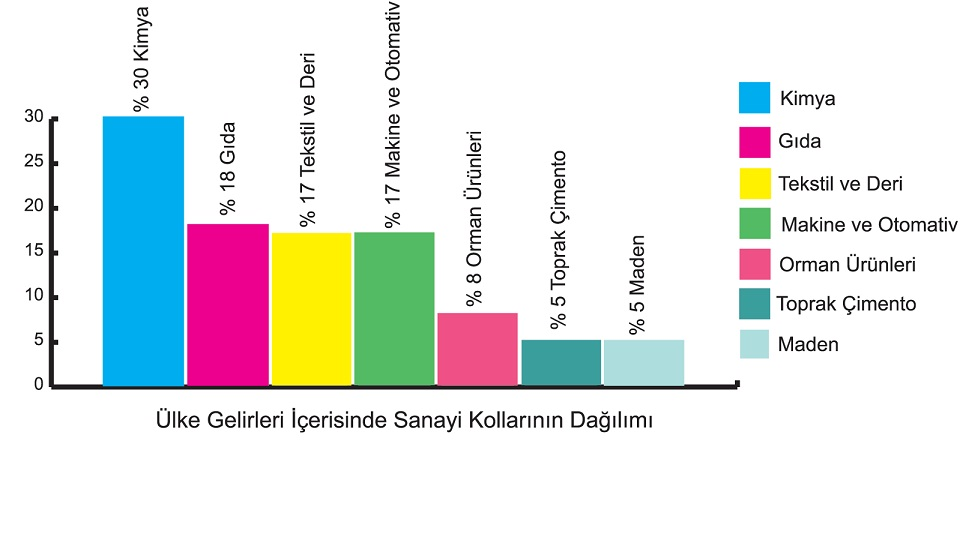 % 30 Kimya
% 18 Gıda
% 17 Tekstil ve Deri
% 17 Makine ve Otomativ
% 8 Orman Ürünleri
% 5 Toprak Çimento
% 5 Maden
30
25
20
15
10
5
0
Kimya
Gıda
Tekstil ve Deri
Makine ve Otomativ
Orman Ürünleri
Toprak Çimento
Maden
Ülke Gelirleri İçerisinde Sanayi Kollarının Dağılımı